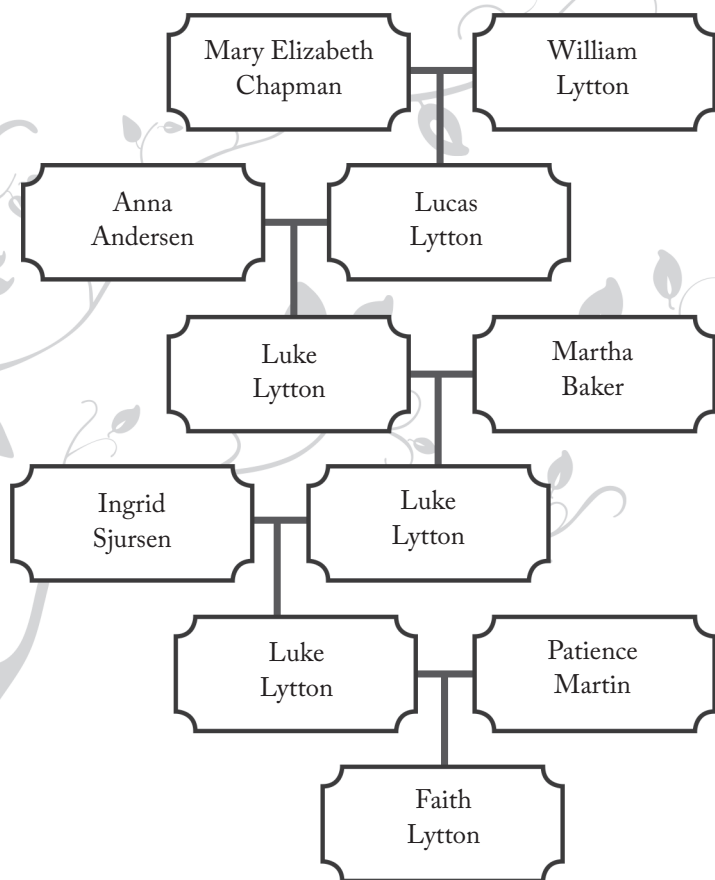 Mary Elizabeth
Chapman
William
Lytton
Anna
Andersen
Lucas
Lytton
Luke
Lytton
Martha
Baker
Ingrid
Sjursen
Luke
Lytton
Luke
Lytton
Patience
Martin
Faith
Lytton